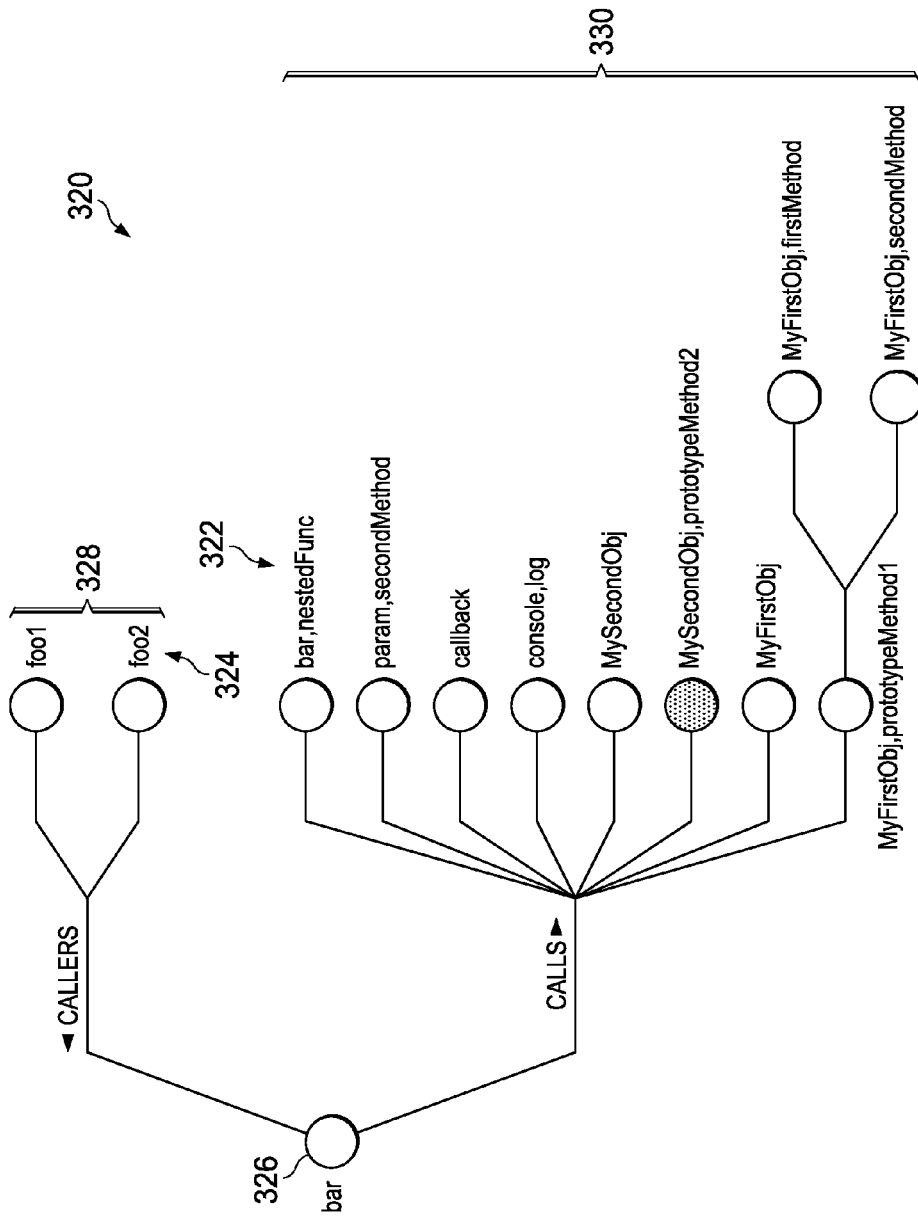 320
328
foo1
foo2
324
◄ CALLERS
326
bar
CALLS ►
322
330
bar,nestedFunc
param,secondMethod
callback
console,log
MySecondObj
MySecondObj,prototypeMethod2
MyFirstObj
MyFirstObj,prototypeMethod1
MyFirstObj,firstMethod
MyFirstObj,secondMethod